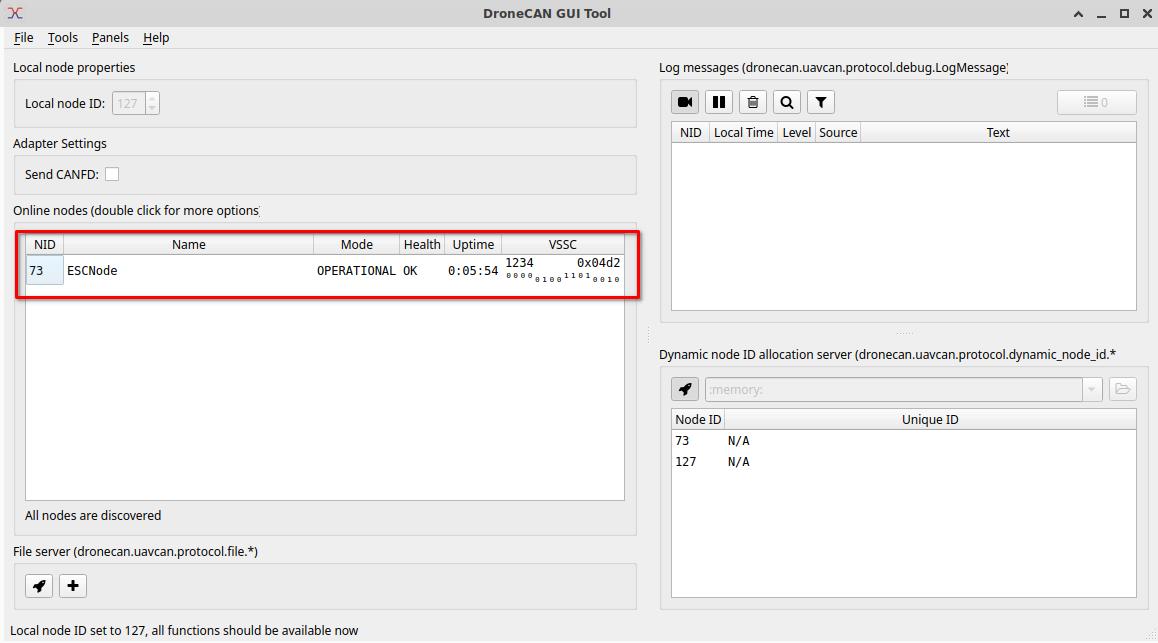 DroneCAN GUI Tool
File Tools Panels Help
Local node properties
Local node ID: 127
Adapter Settings
Send CANFD:
Online nodes (double click for more options)
NID Name Mode Health Uptime VSSC
73 ESCNode OPERATIONAL OK 0:05:54 1234 0x04d2
0000 0100 1101 0010
All nodes are discovered
File server (dronecan.uavcan.protocol.file.*)
Local node ID set to 127, all functions should be available now
Log messages (dronecan.uavcan.protocol.debug.LogMessage)
0
NID Local Time Level Source Text
Dynamic node ID allocation server (dronecan.uavcan.protocol.dynamic_node_id.*
:memory:
Node ID Unique ID
73 N/A
127 N/A